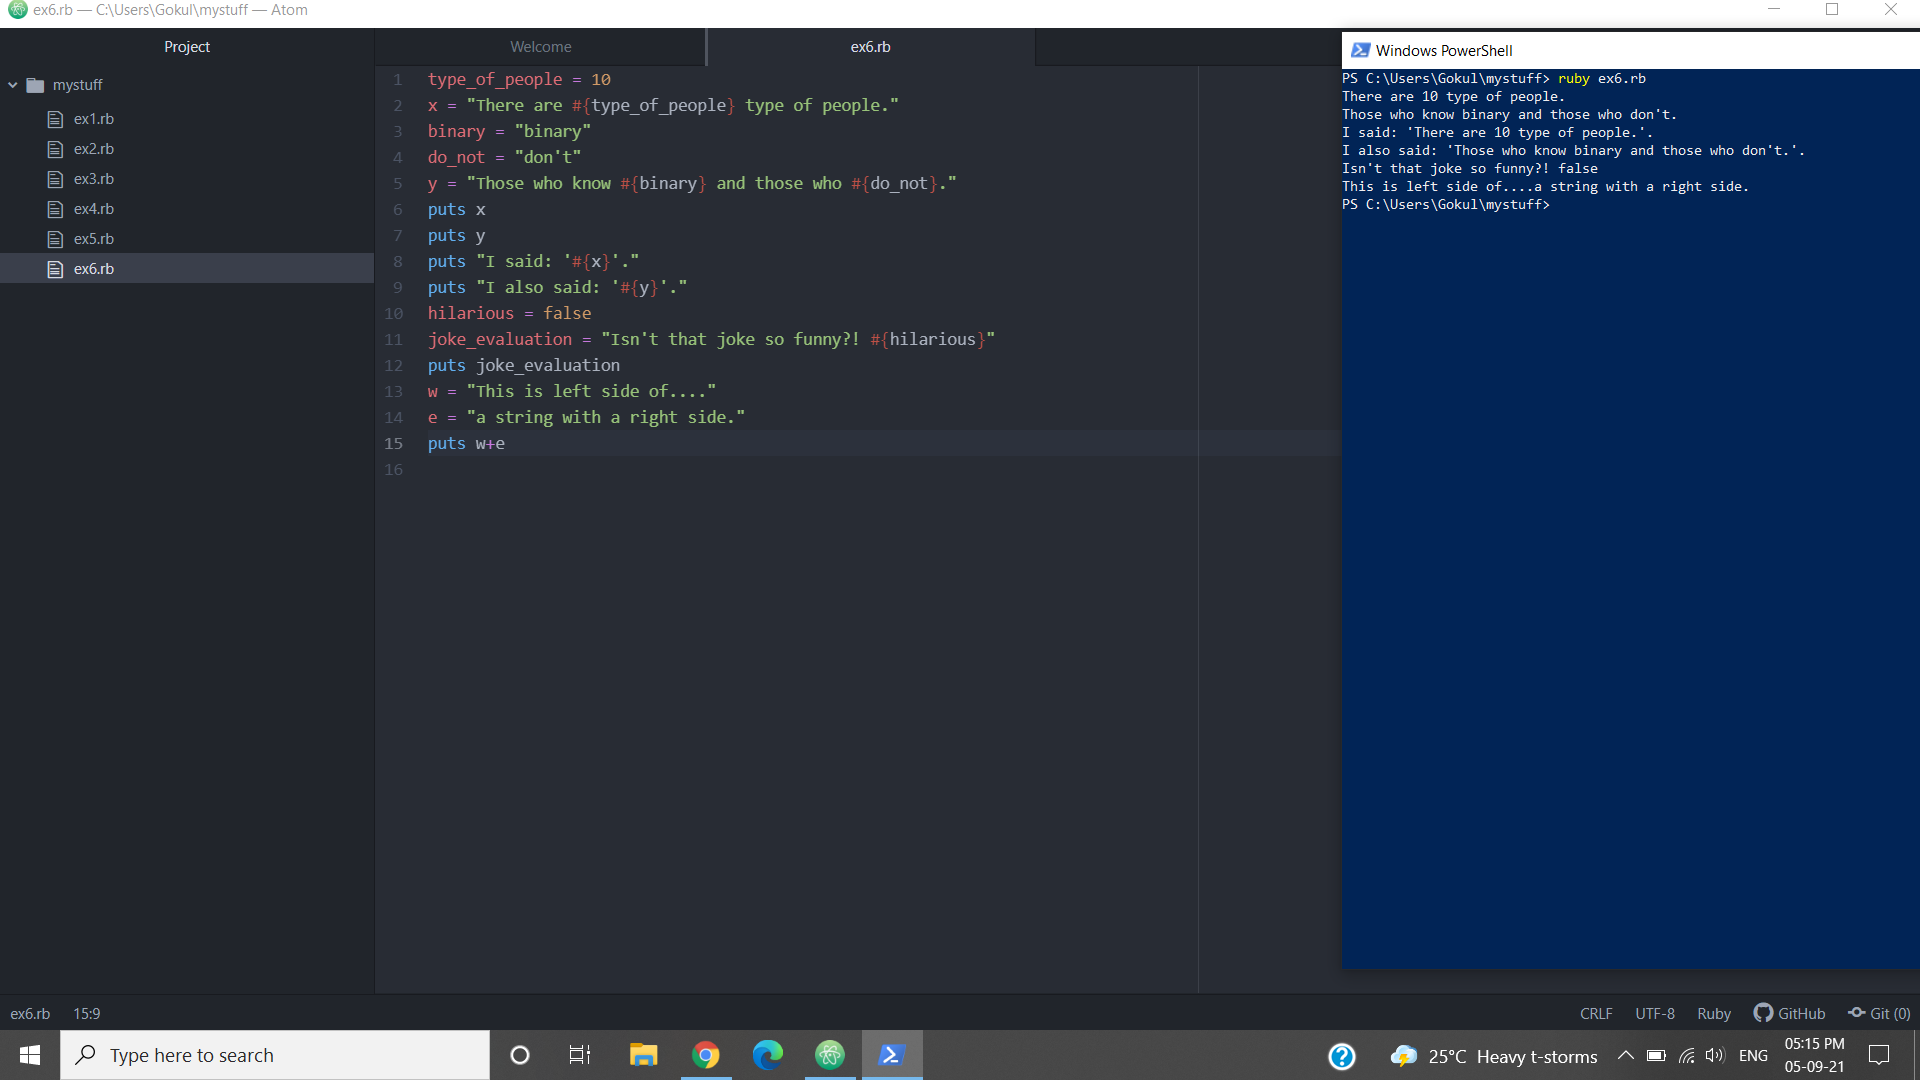 ex6.rb — C:\Users\Gokul\mystuff — Atom
Project
mystuff
ex1.rb
ex2.rb
ex3.rb
ex4.rb
ex5.rb
ex6.rb
Welcome
ex6.rb
1 type_of_people = 10
2 x = "There are #{type_of_people} type of people."
3 binary = "binary"
4 do_not = "don't"
5 y = "Those who know #{binary} and those who #{do_not}."
6 puts x
7 puts y
8 puts "I said: '#{x}'."
9 puts "I also said: '#{y}'."
10 hilarious = false
11 joke_evaluation = "Isn't that joke so funny?! #{hilarious}"
12 puts joke_evaluation
13 w = "This is left side of...."
14 e = "a string with a right side."
15 puts w+e
16
Windows PowerShell
PS C:\Users\Gokul\mystuff> ruby ex6.rb
There are 10 type of people.
Those who know binary and those who don't.
I said: 'There are 10 type of people.'.
I also said: 'Those who know binary and those who don't.'.
Isn't that joke so funny?! false
This is left side of....a string with a right side.
PS C:\Users\Gokul\mystuff>
ex6.rb 15:9
CRLF UTF-8 Ruby GitHub Git (0)
Type here to search
25°C Heavy t-storms
ENG
05:15 PM
05-09-21